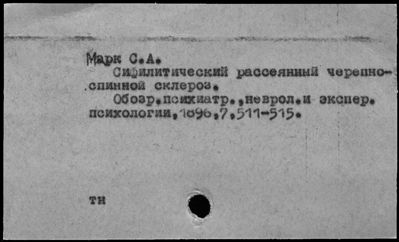 Марк С.А.
Сифилитический рассеянный черепно-
спинной склероз.
Обозр.психиатр.,неврол.и экспер.
психологии,1896,7,511-515.
тн